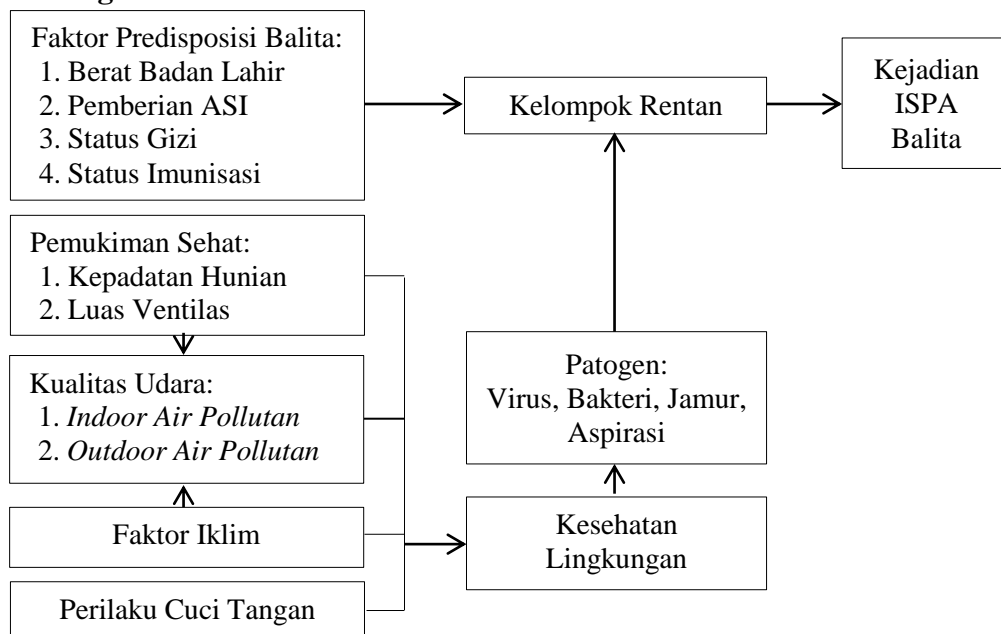 Faktor Predisposisi Balita:
1. Berat Badan Lahir
2. Pemberian ASI
3. Status Gizi
4. Status Imunisasi
Kelompok Rentan
Kejadian
ISPA
Balita
Pemukiman Sehat:
1. Kepadatan Hunian
2. Luas Ventilas
Kualitas Udara:
1. Indoor Air Pollutan
2. Outdoor Air Pollutan
Patogen:
Virus, Bakteri, Jamur,
Aspirasi
Faktor Iklim
Kesehatan
Lingkungan
Perilaku Cuci Tangan